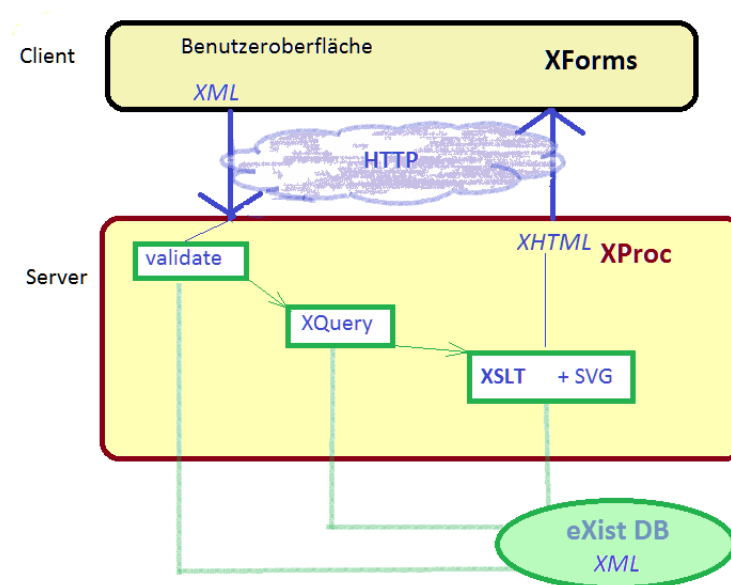 Client
Benutzeroberfläche
XForms
XML
HTTP
Server
XHTML
XProc
validate
XQuery
XSLT + SVG
eXist DB
XML